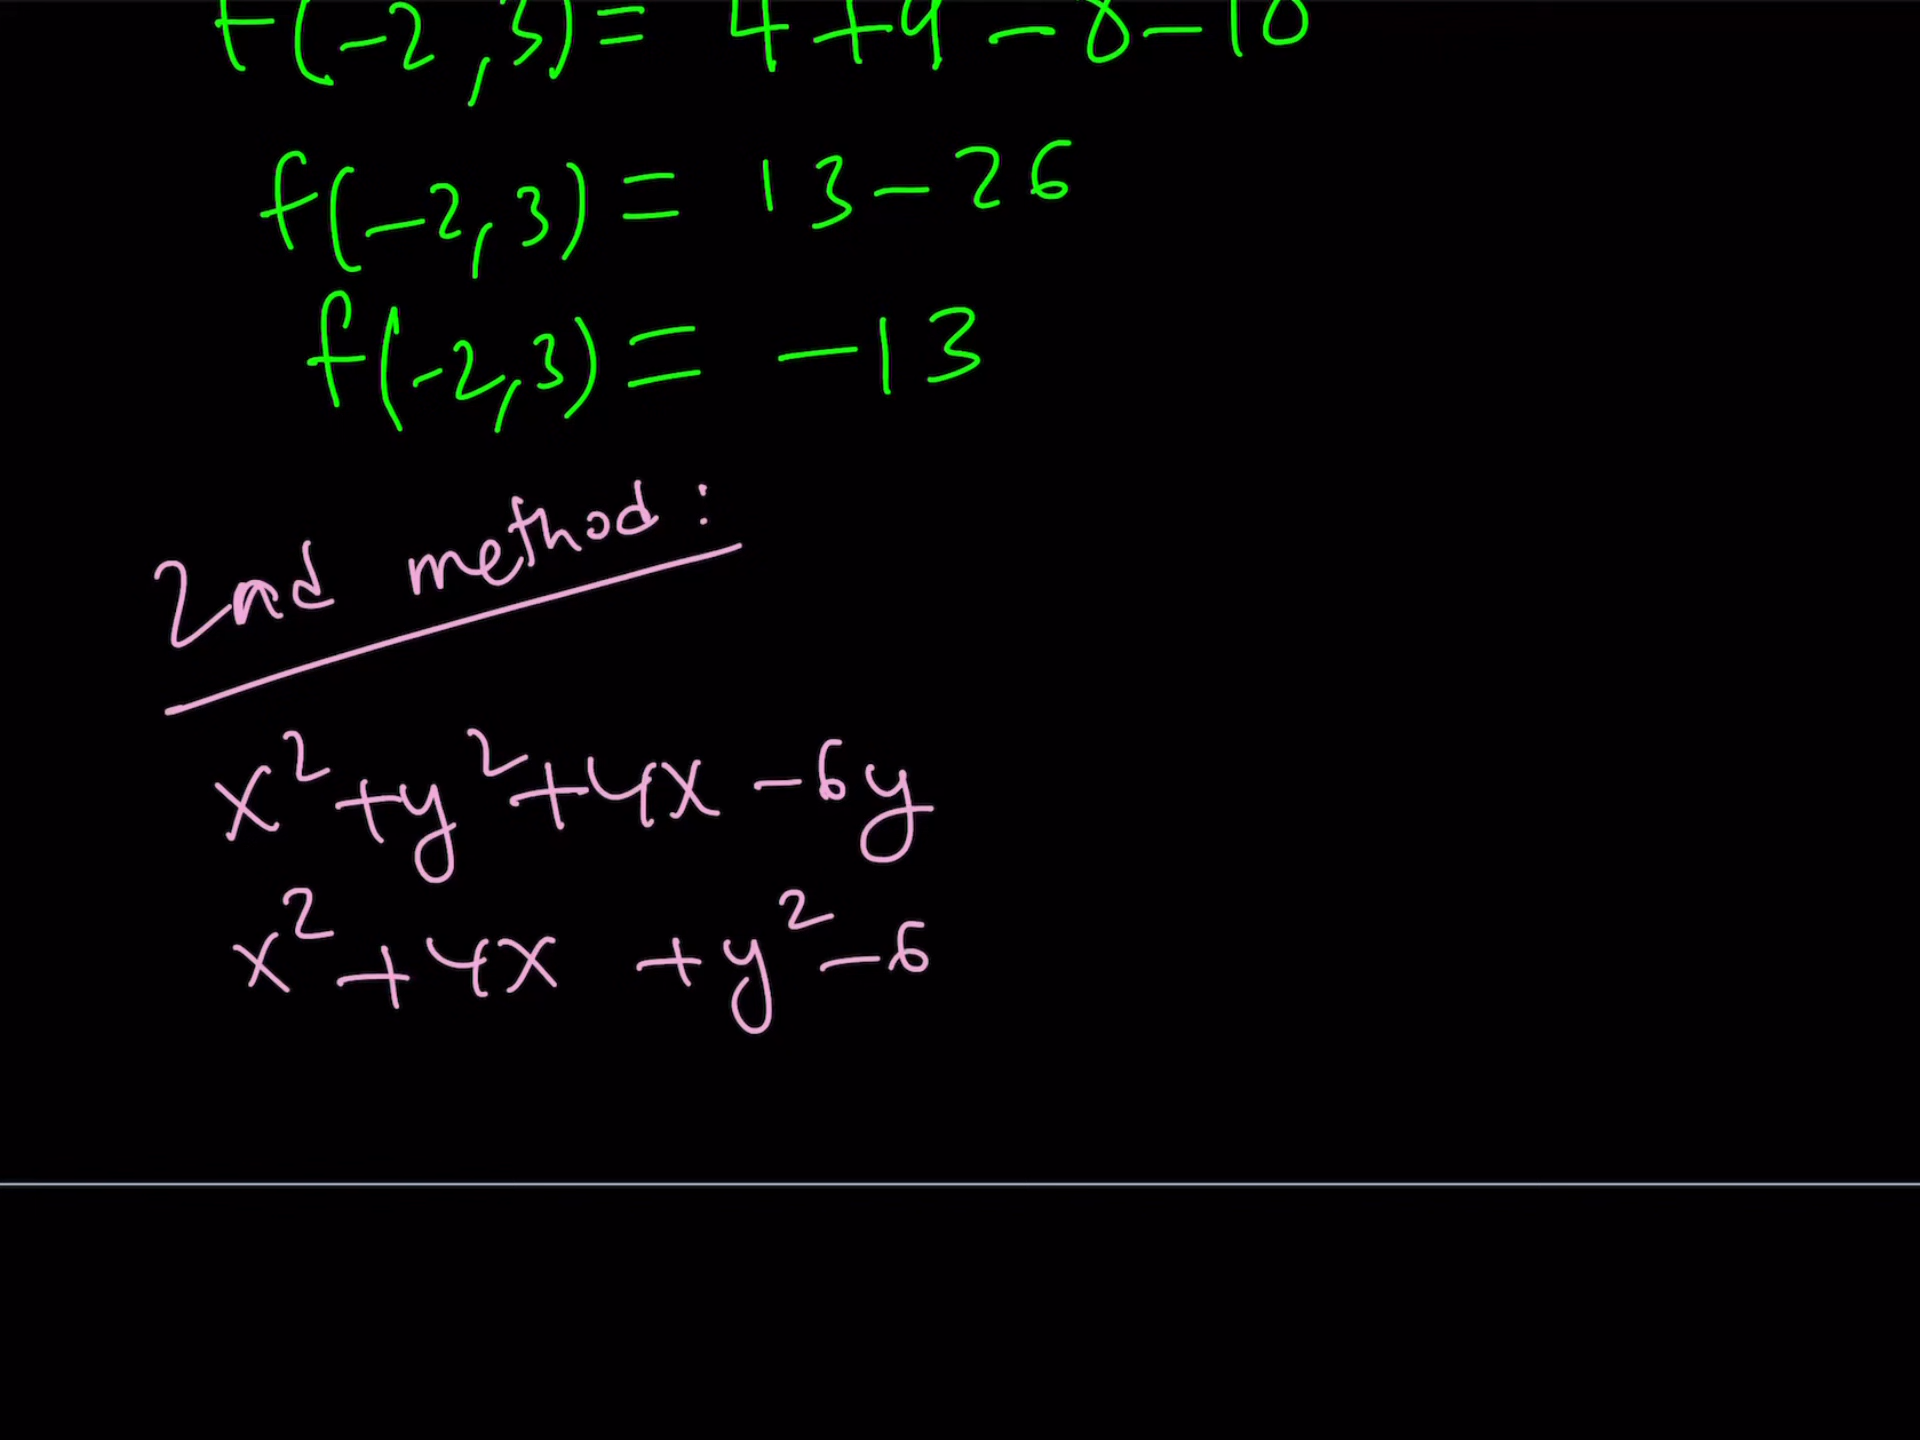 f(-2,3) = 4+9-8-18
f(-2,3) = 13-26
f(-2,3) = -13
2nd method:
x²+y²+4x-6y
x²+4x +y²-6